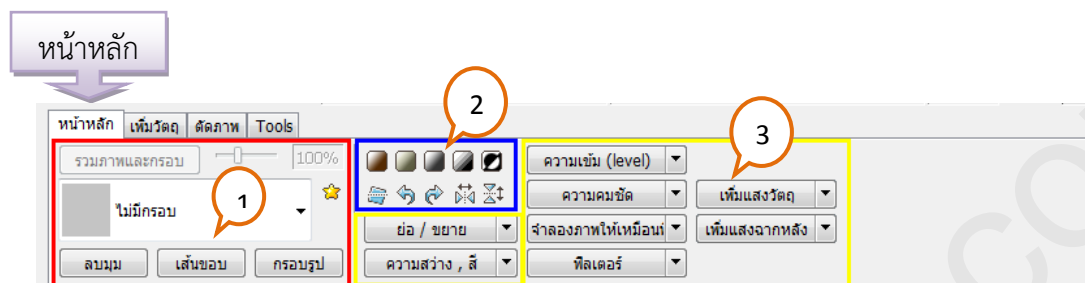 หน้าหลัก
2
3
หน้าหลัก เพิ่มวัตถุ ตัดภาพ Tools
รวมภาพและกรอบ 100% ความเข้ม (level)
ไม่มีกรอบ 1 ความคมชัด เพิ่มแสงวัตถุ
ย่อ / ขยาย จำลองภาพให้เหมือนที่ เพิ่มแสงฉากหลัง
ลบมุม เส้นขอบ กรอบรูป ความสว่าง , สี ฟิลเตอร์